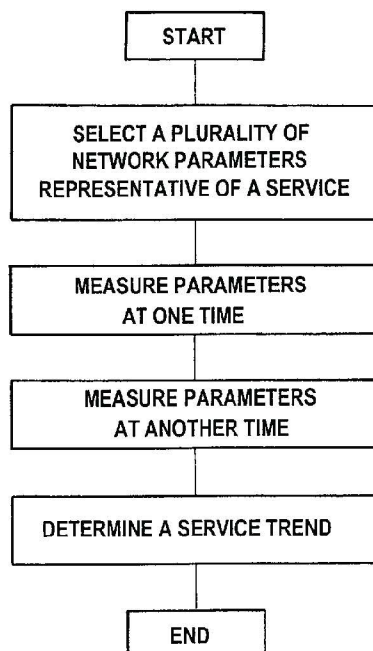 START
SELECT A PLURALITY OF
NETWORK PARAMETERS
REPRESENTATIVE OF A SERVICE
MEASURE PARAMETERS
AT ONE TIME
MEASURE PARAMETERS
AT ANOTHER TIME
DETERMINE A SERVICE TREND
END